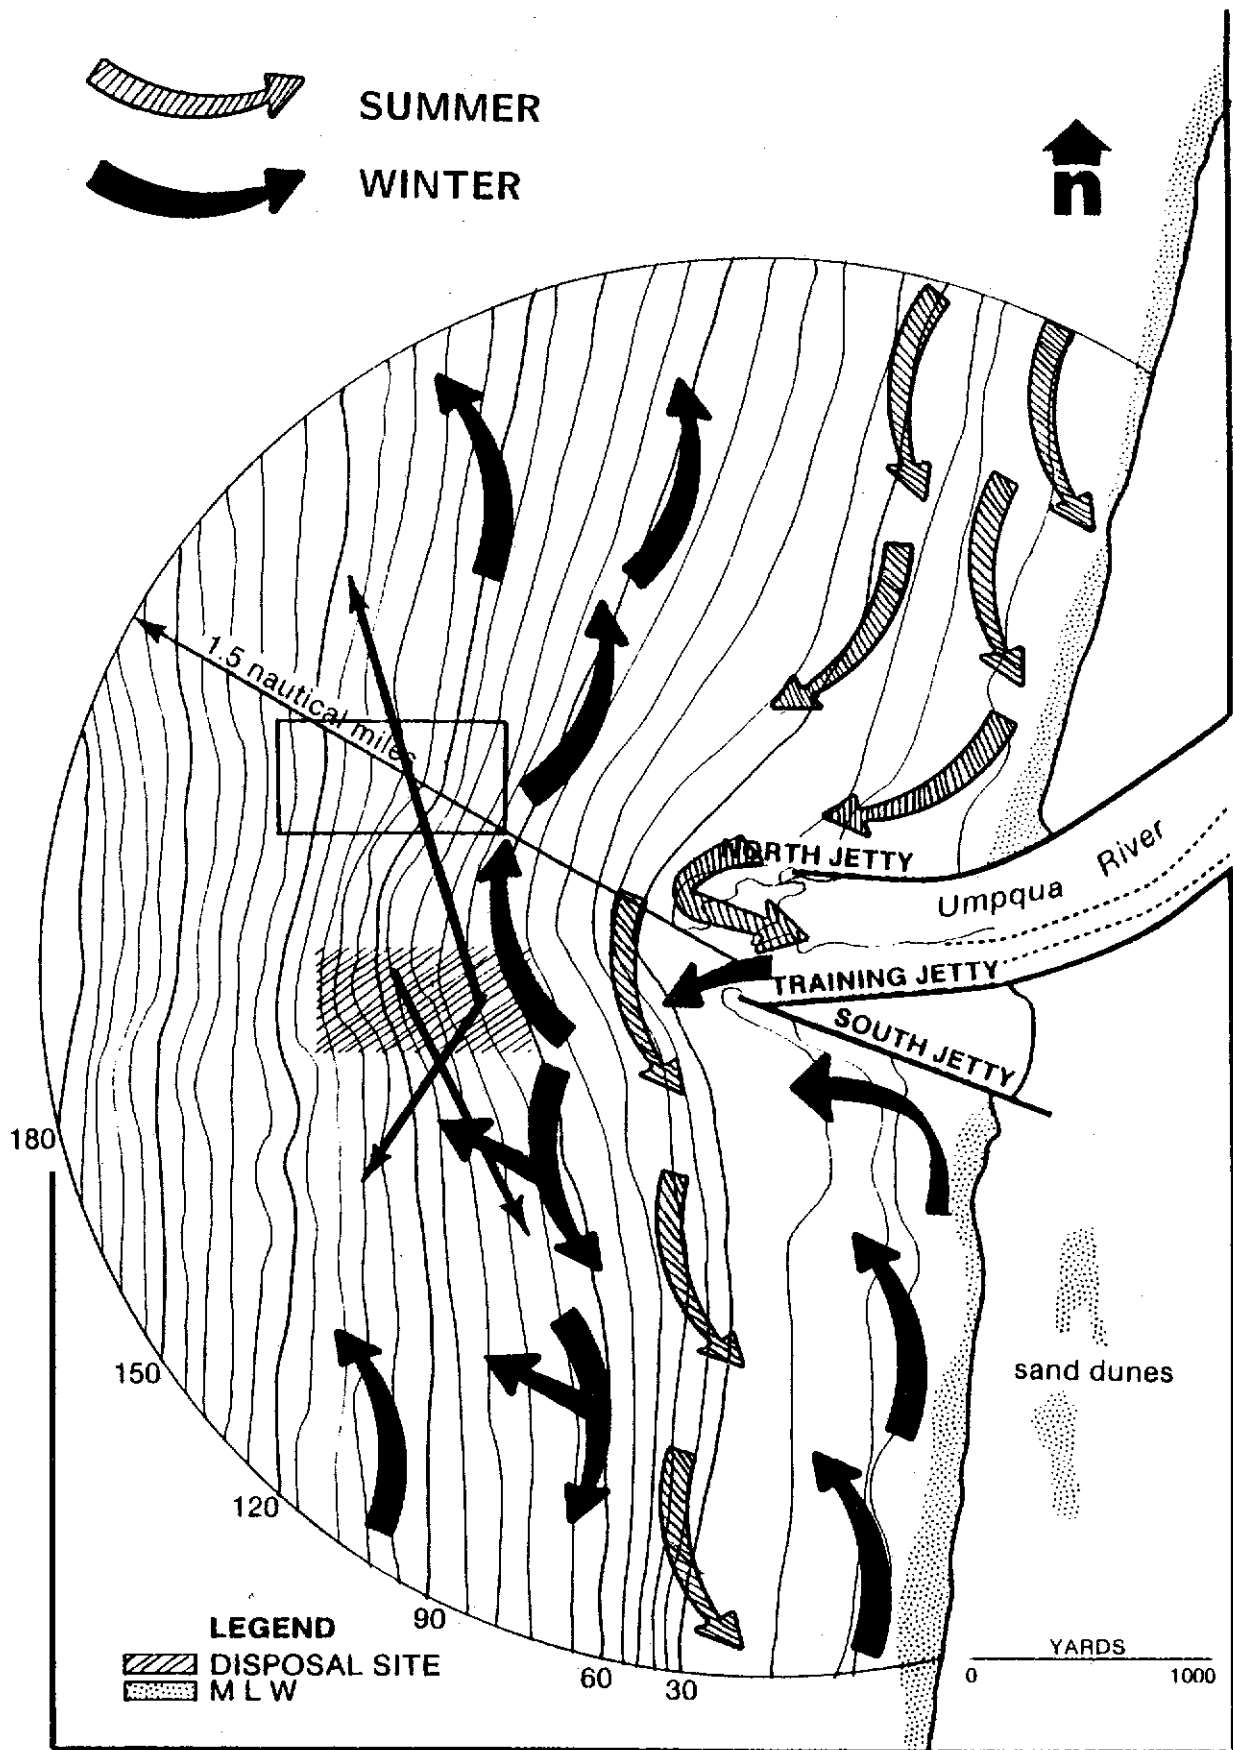 SUMMER
WINTER
n
1.5 nautical miles
NORTH JETTY
Umpqua River
TRAINING JETTY
SOUTH JETTY
180
150
sand dunes
120
90
LEGEND
DISPOSAL SITE
M L W
60
30
YARDS
0 1000